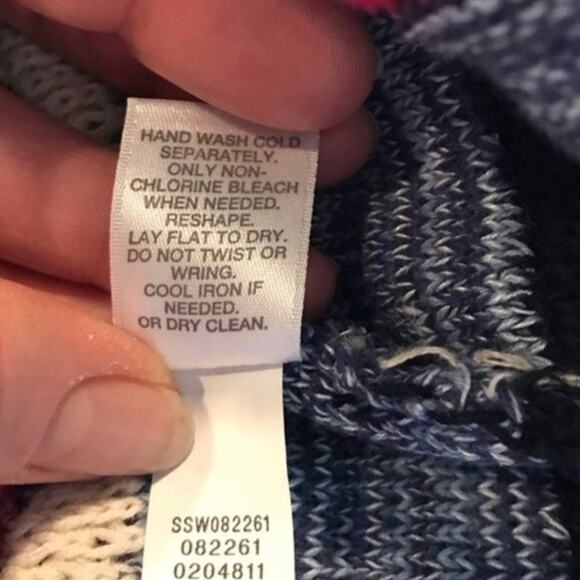 HAND WASH COLD
SEPARATELY.
ONLY NON-
CHLORINE BLEACH
WHEN NEEDED.
RESHAPE.
LAY FLAT TO DRY.
DO NOT TWIST OR
WRING.
COOL IRON IF
NEEDED.
OR DRY CLEAN.
SSW082261
082261
0204811